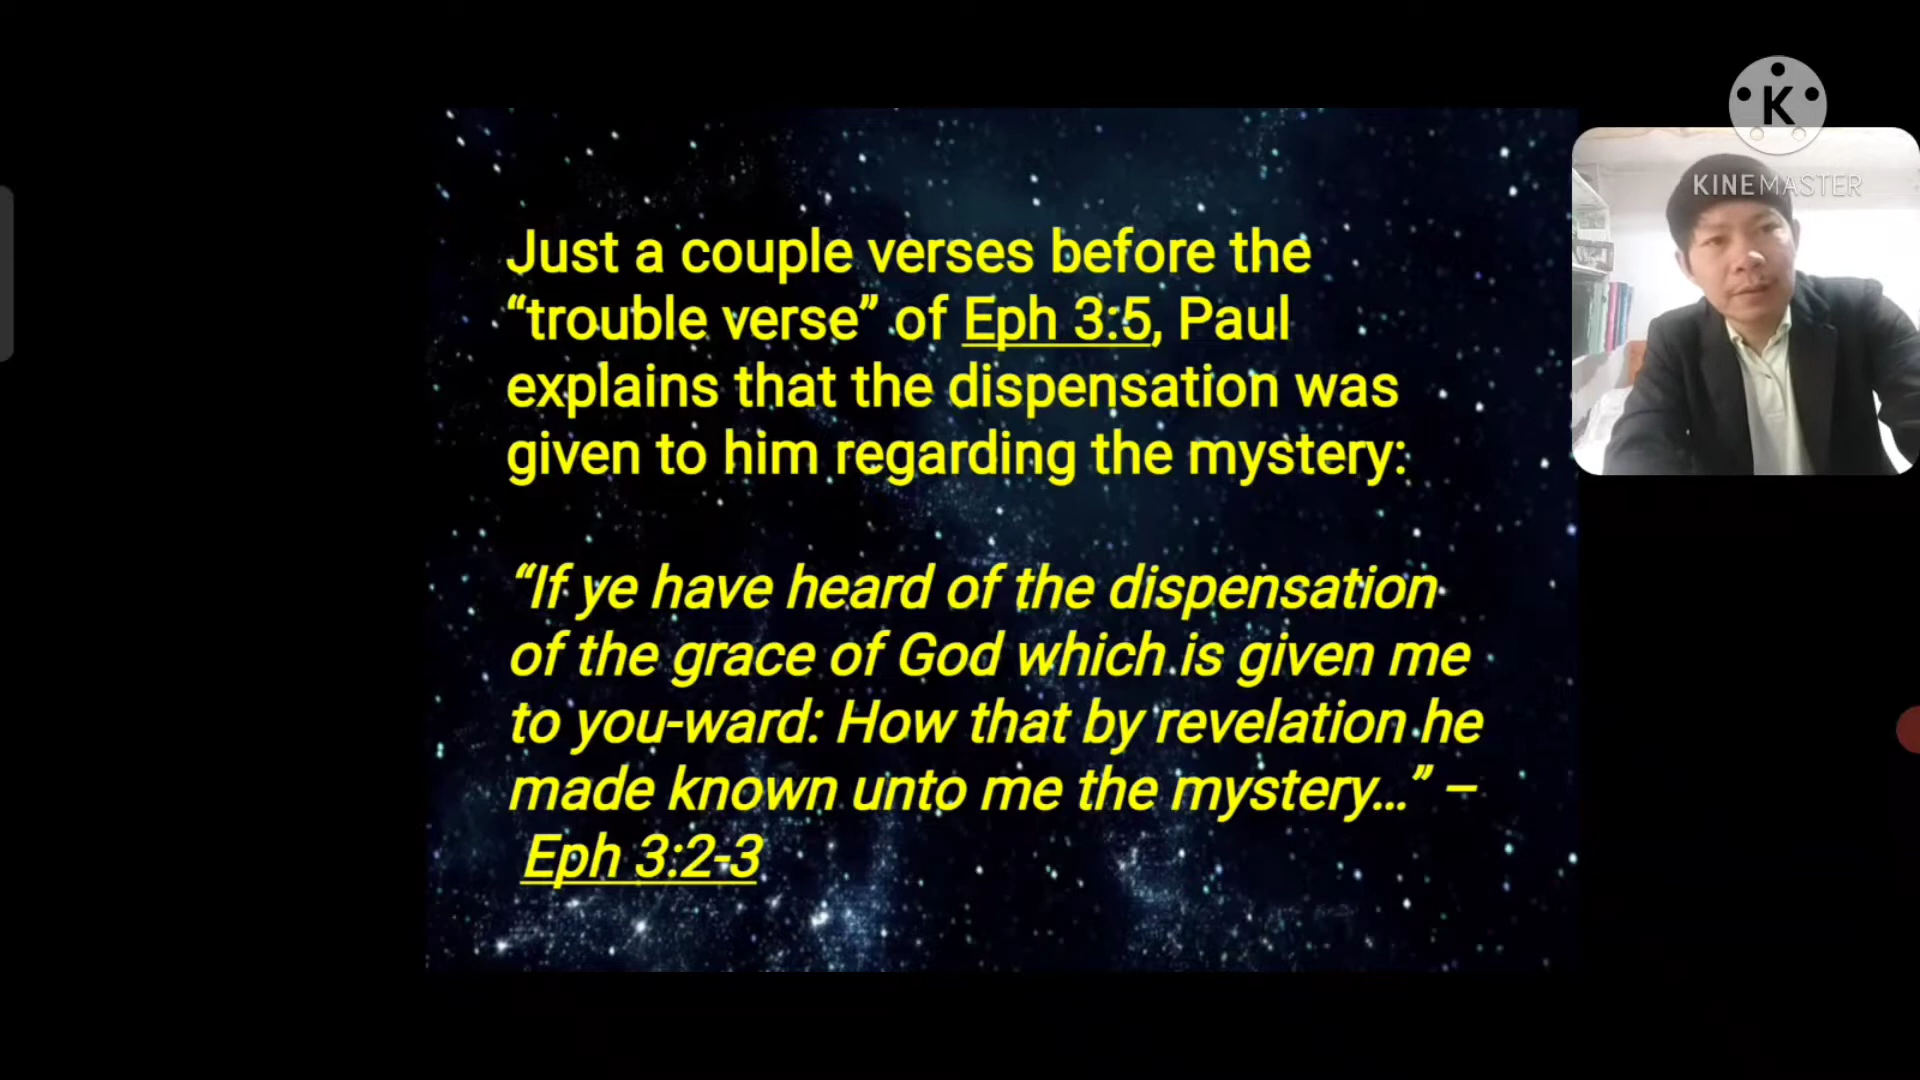 K
KINEMASTER
Just a couple verses before the
“trouble verse” of Eph 3:5, Paul
explains that the dispensation was
given to him regarding the mystery:
“If ye have heard of the dispensation
of the grace of God which is given me
to you-ward: How that by revelation he
made known unto me the mystery…” –
Eph 3:2-3